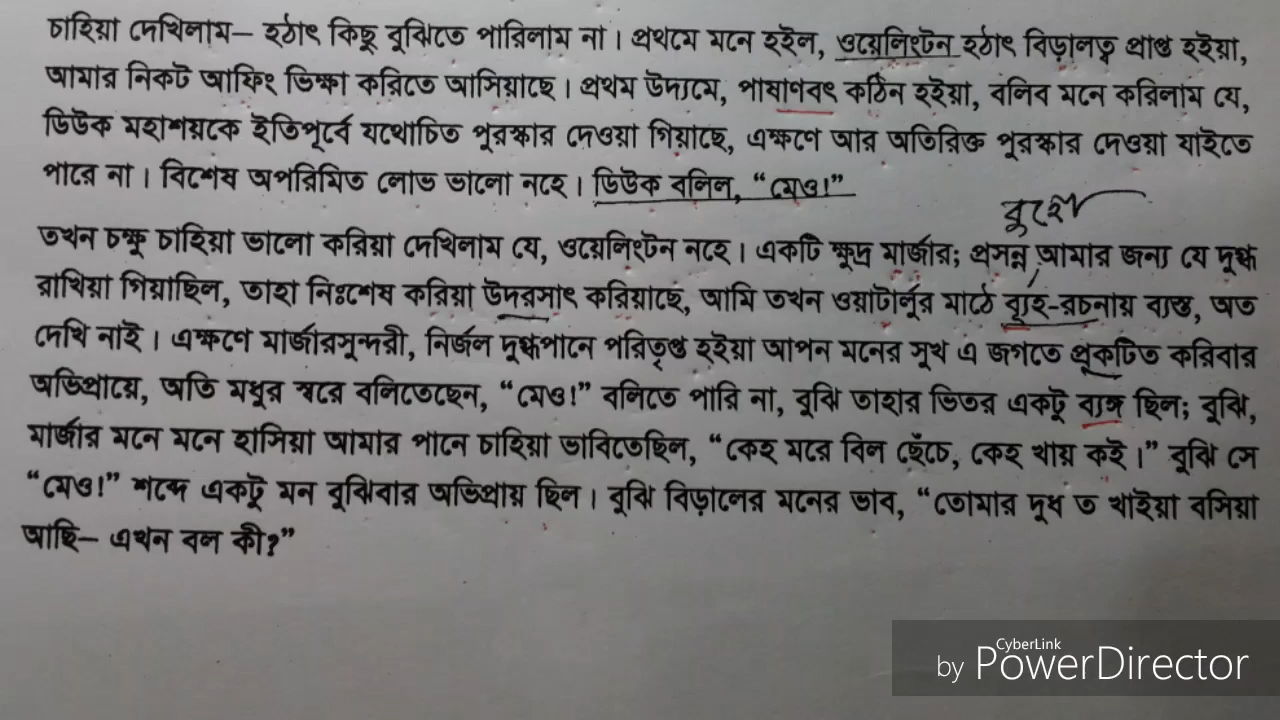 চাহিয়া দেখিলাম– হঠাৎ কিছু বুঝিতে পারিলাম না। প্রথমে মনে হইল, ওয়েলিংটন হঠাৎ বিড়ালত্ব প্রাপ্ত হইয়া,
আমার নিকট আফিং ভিক্ষা করিতে আসিয়াছে। প্রথম উদ্যমে, পাষাণবৎ কঠিন হইয়া, বলিব মনে করিলাম যে,
ডিউক মহাশয়কে ইতিপূর্বে যথোচিত পুরস্কার দেওয়া গিয়াছে, এক্ষণে আর অতিরিক্ত পুরস্কার দেওয়া যাইতে
পারে না। বিশেষ অপরিমিত লোভ ভালো নহে। ডিউক বলিল, “মেও!”
তখন চক্ষু চাহিয়া ভালো করিয়া দেখিলাম যে, ওয়েলিংটন নহে। একটি ক্ষুদ্র মার্জার; প্রসন্ন আমার জন্য যে দুগ্ধ
রাখিয়া গিয়াছিল, তাহা নিঃশেষ করিয়া উদরসাৎ করিয়াছে, আমি তখন ওয়াটার্লুর মাঠে ব্যূহ-রচনায় ব্যস্ত, অত
দেখি নাই। এক্ষণে মার্জারসুন্দরী, নির্জল দুগ্ধপানে পরিতৃপ্ত হইয়া আপন মনের সুখ এ জগতে প্রকটিত করিবার
অভিপ্রায়ে, অতি মধুর স্বরে বলিতেছেন, “মেও!” বলিতে পারি না, বুঝি তাহার ভিতর একটু ব্যঙ্গ ছিল; বুঝি,
মার্জার মনে মনে হাসিয়া আমার পানে চাহিয়া ভাবিতেছিল, “কেহ মরে বিল ছেঁচে, কেহ খায় কই।” বুঝি সে
“মেও!” শব্দে একটু মন বুঝিবার অভিপ্রায় ছিল। বুঝি বিড়ালের মনের ভাব, “তোমার দুধ ত খাইয়া বসিয়া
আছি– এখন বল কী?”
CyberLink
by PowerDirector